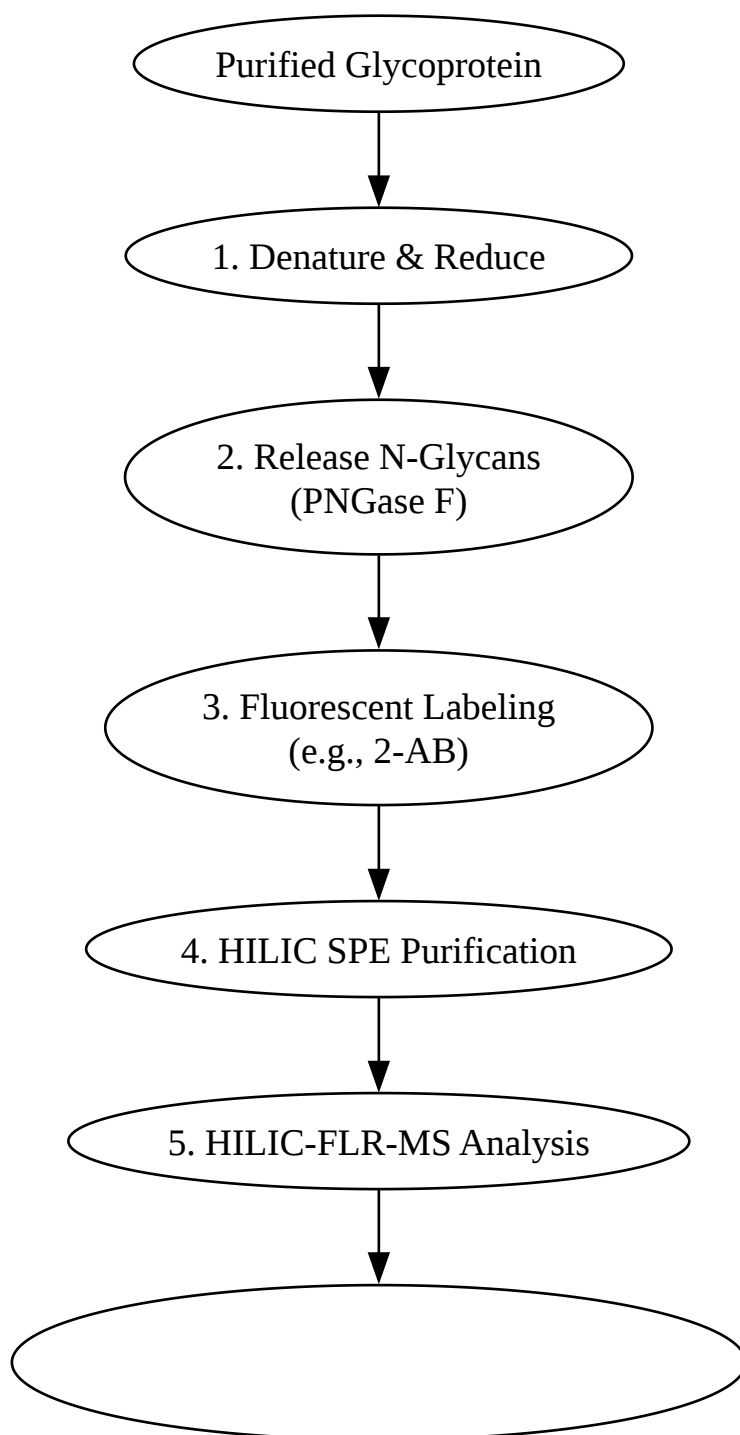 Purified Glycoprotein
1. Denature & Reduce
2. Release N-Glycans
(PNGase F)
3. Fluorescent Labeling
(e.g., 2-AB)
4. HILIC SPE Purification
5. HILIC-FLR-MS Analysis